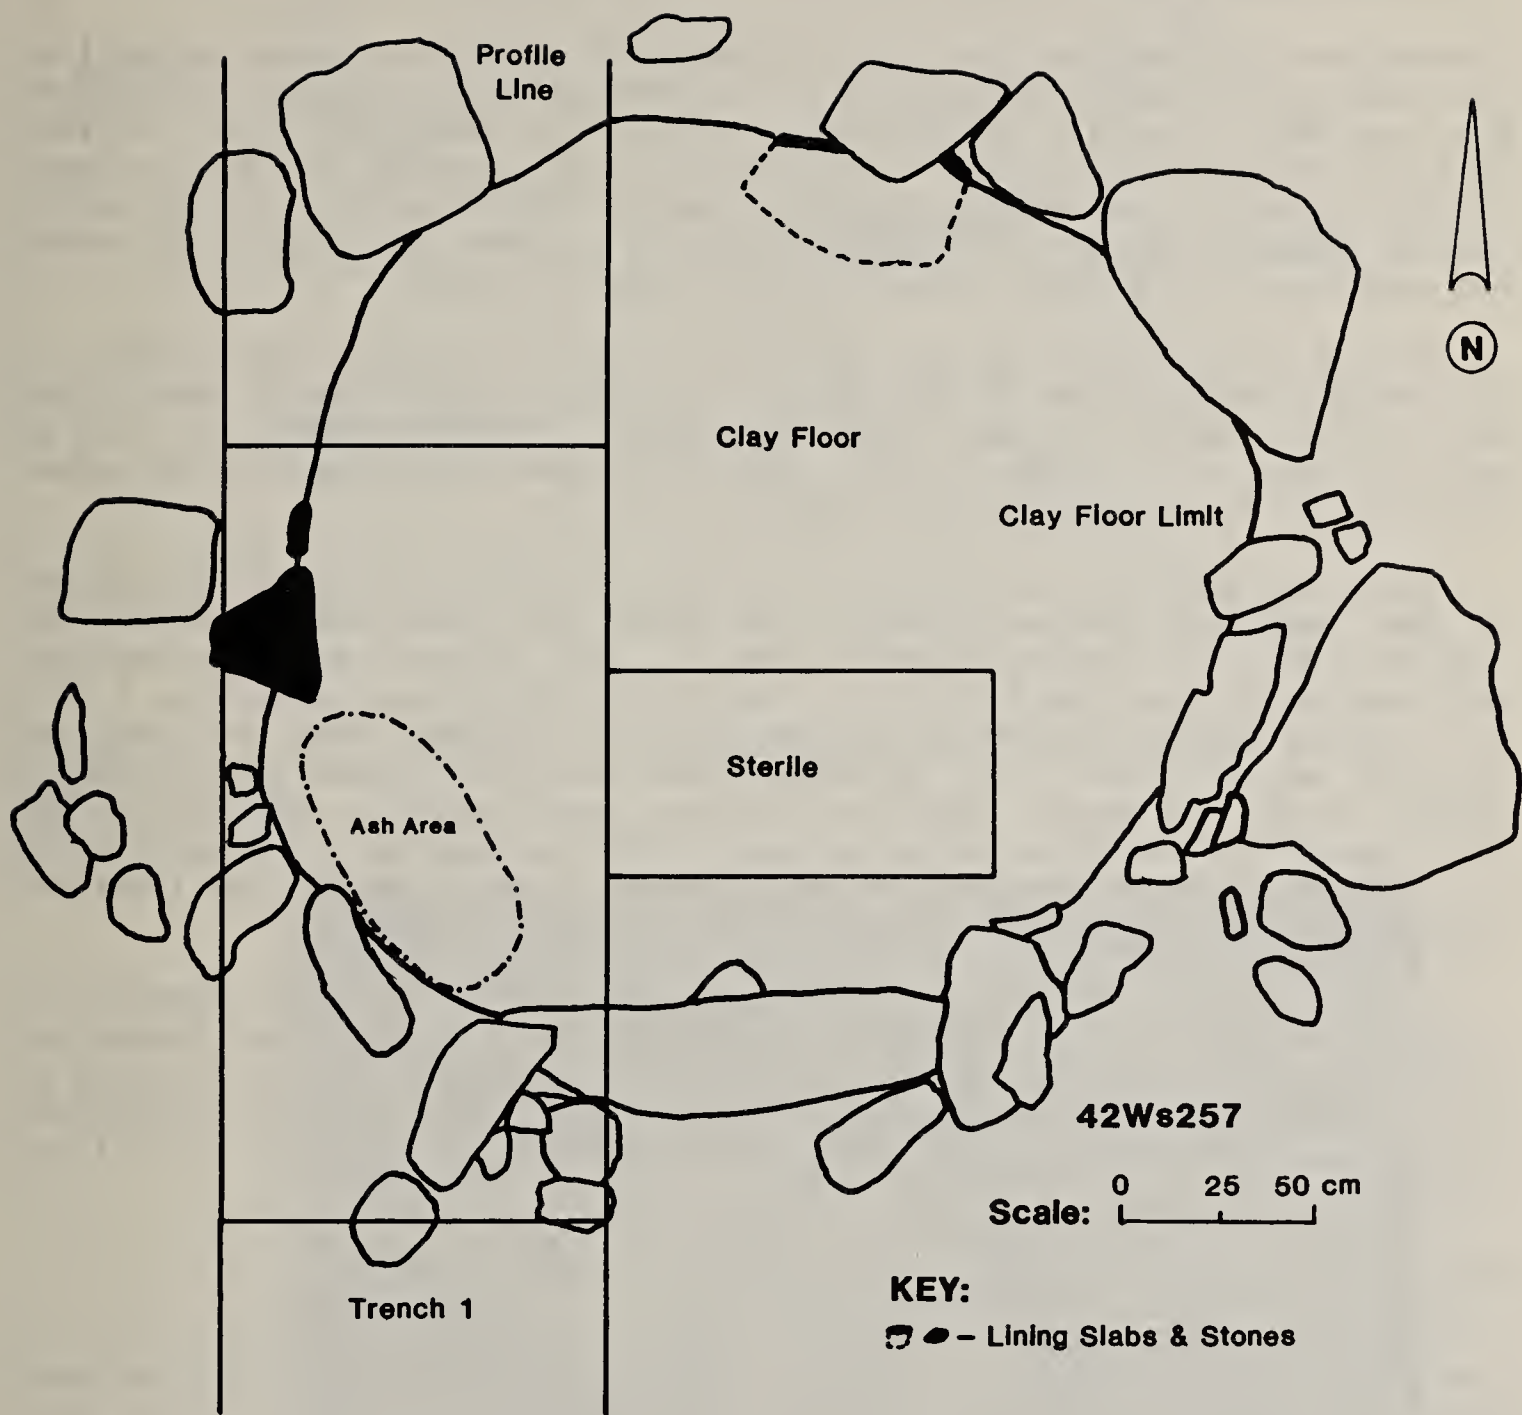 Profile
Line
N
Clay Floor
Clay Floor Limit
Sterile
Ash Area
42Ws257
0 25 50 cm
Scale:
Trench 1
KEY:
– Lining Slabs & Stones